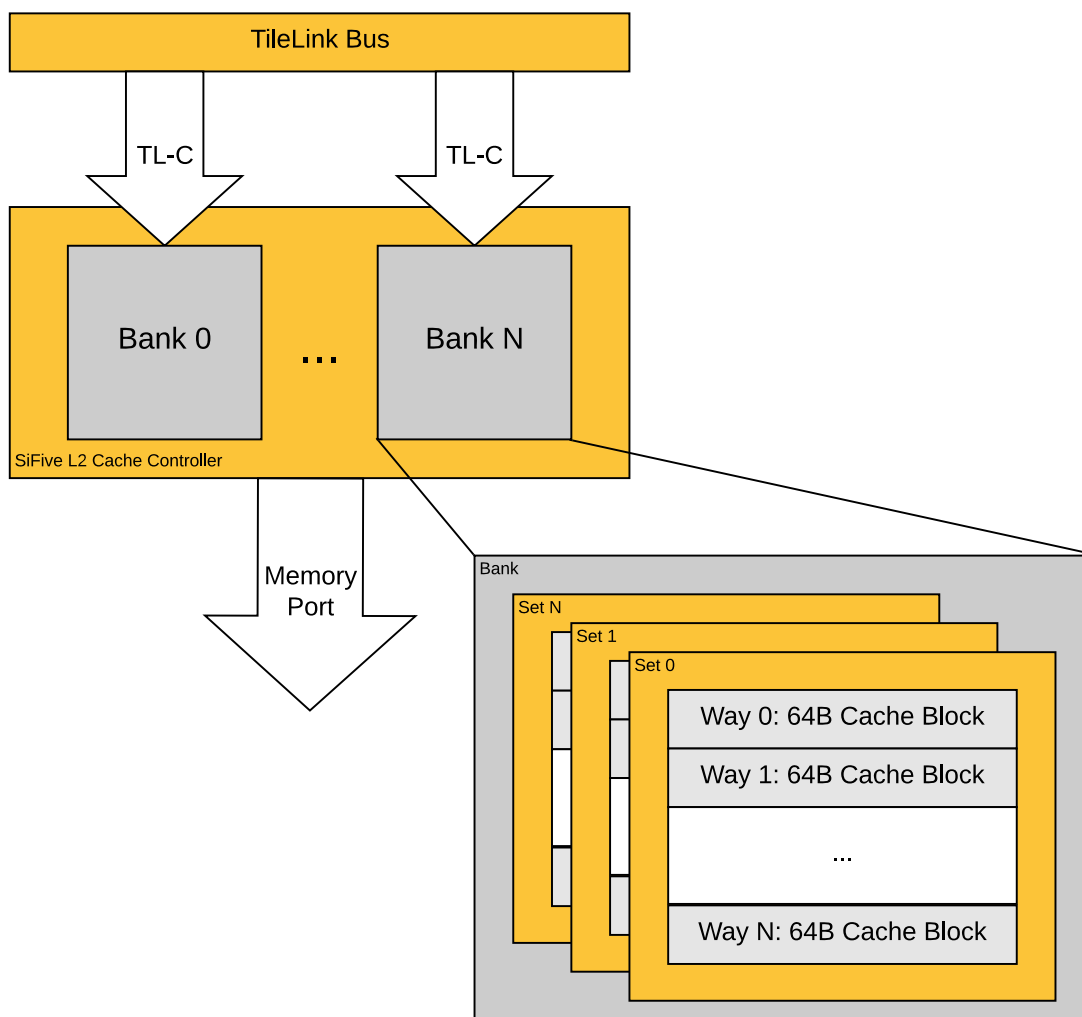 TileLink Bus
TL-C
TL-C
Bank 0
...
Bank N
SiFive L2 Cache Controller
Memory
Port
Bank
Set N
Set 1
Set 0
Way 0: 64B Cache Block
Way 1: 64B Cache Block
...
Way N: 64B Cache Block